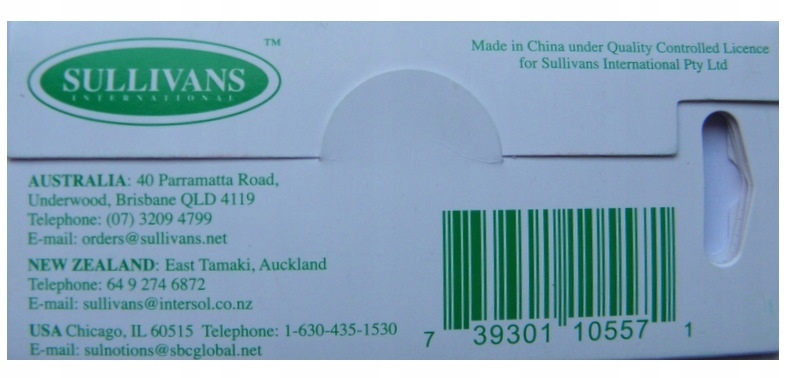 SULLIVANS
INTERNATIONAL
TM
Made in China under Quality Controlled Licence
for Sullivans International Pty Ltd
AUSTRALIA: 40 Parramatta Road,
Underwood, Brisbane QLD 4119
Telephone: (07) 3209 4799
E-mail: orders@sullivans.net
NEW ZEALAND: East Tamaki, Auckland
Telephone: 64 9 274 6872
E-mail: sullivans@intersol.co.nz
USA Chicago, IL 60515 Telephone: 1-630-435-1530
E-mail: sulnotions@sbcglobal.net
7 39301 10557 1